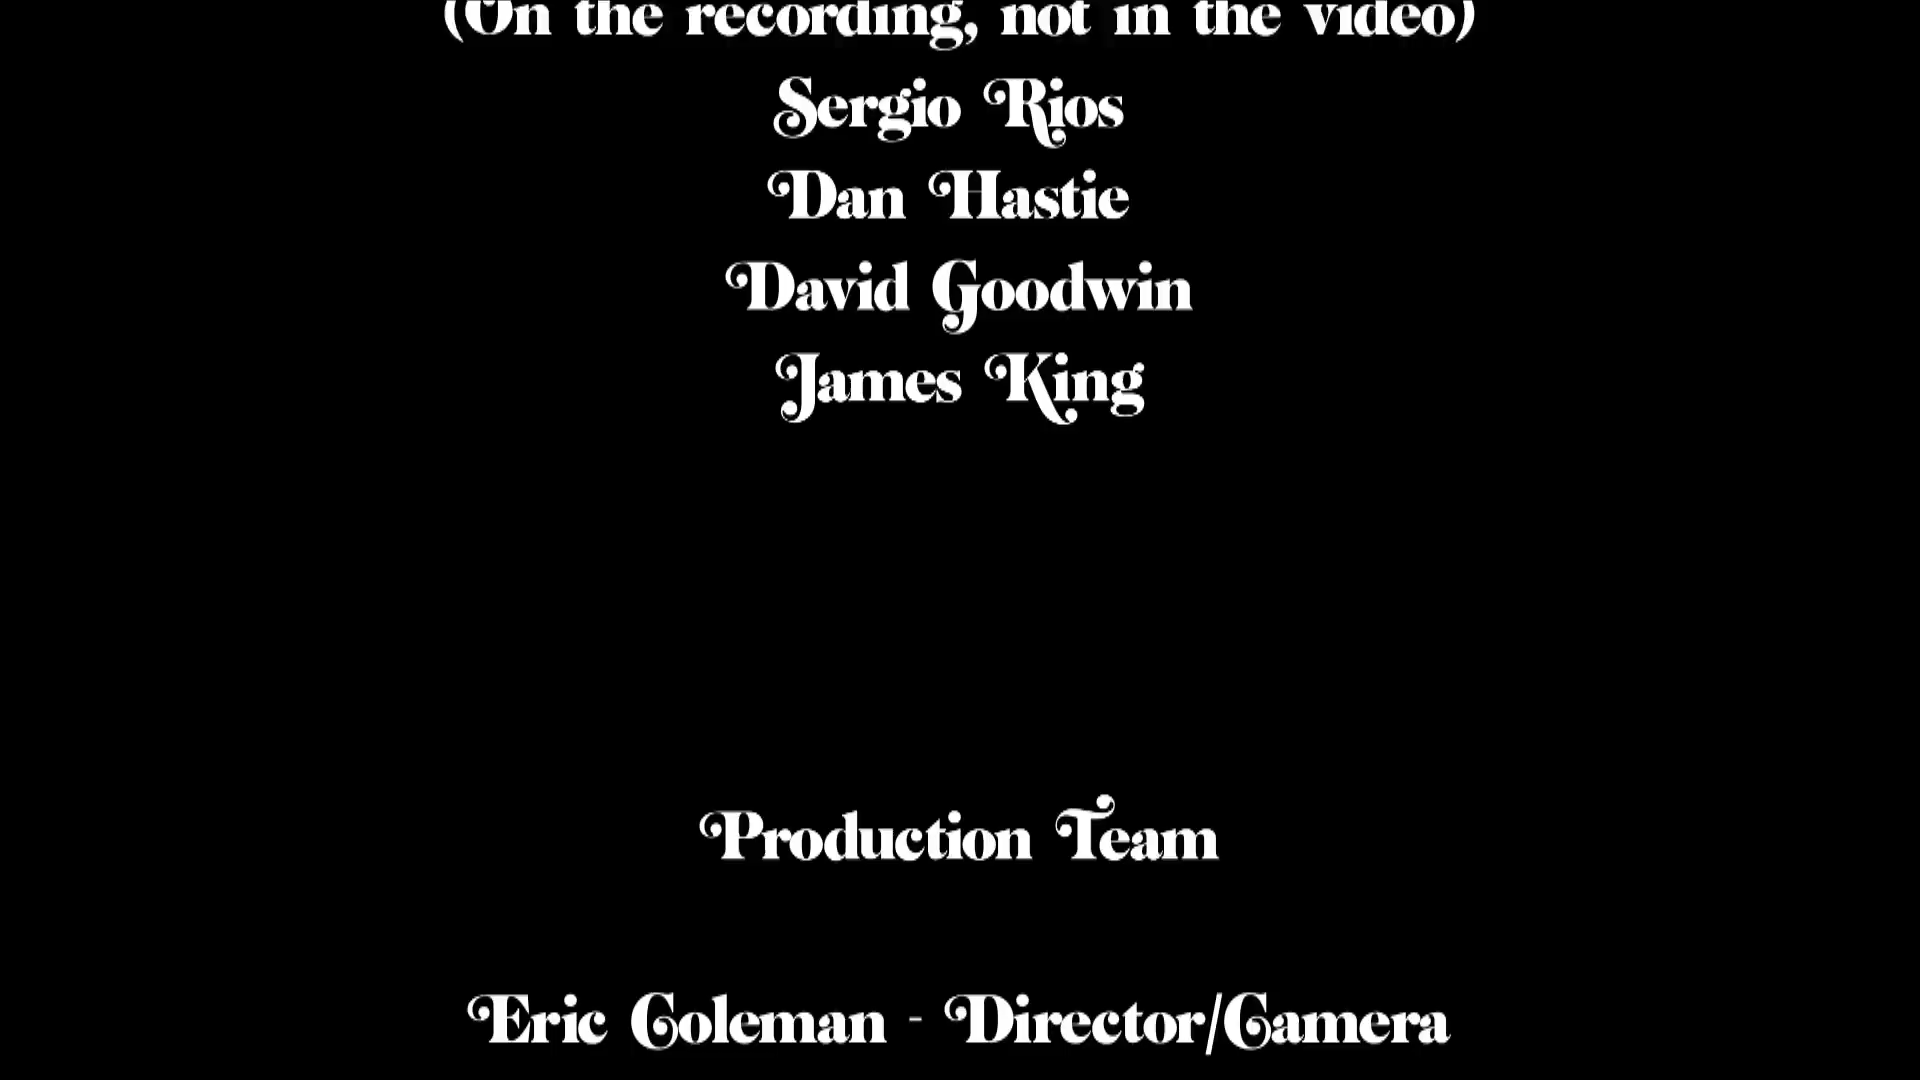 (On the recording, not in the video)
Sergio Rios
Dan Hastie
David Goodwin
James King
Production Team
Eric Coleman - Director/Camera